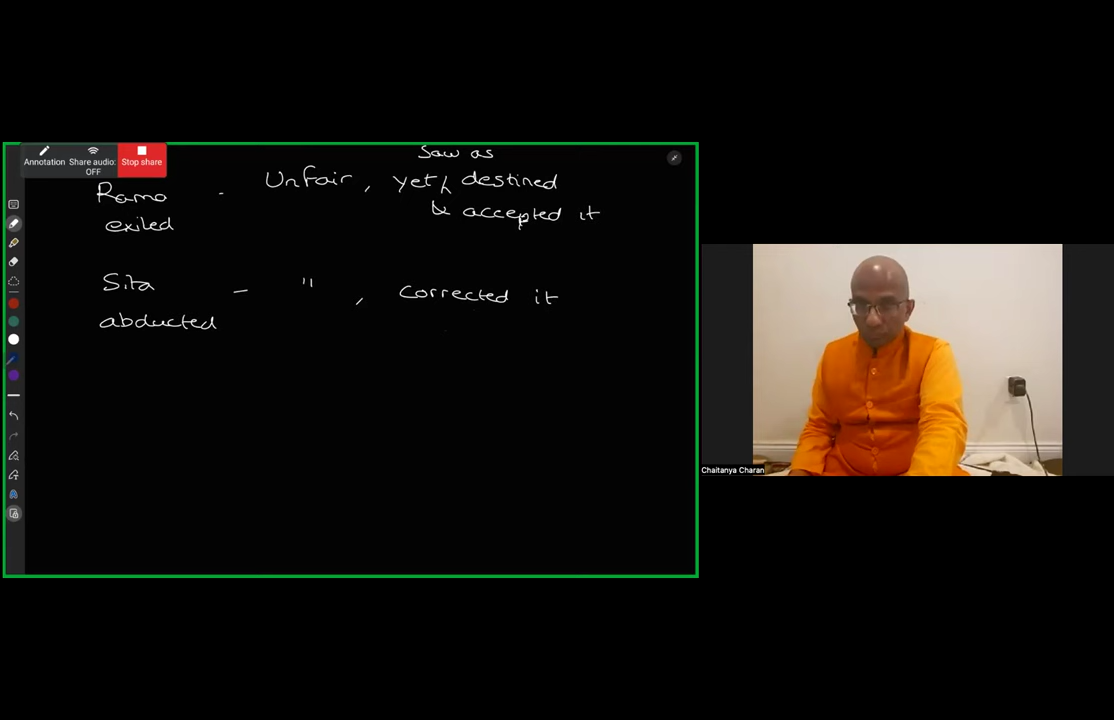 Annotation
Share audio:
OFF
Stop share
Saw as
Rama - Unfair, yet destined
exiled & accepted it
Sita - " , corrected it
abducted
Chaitanya Charan